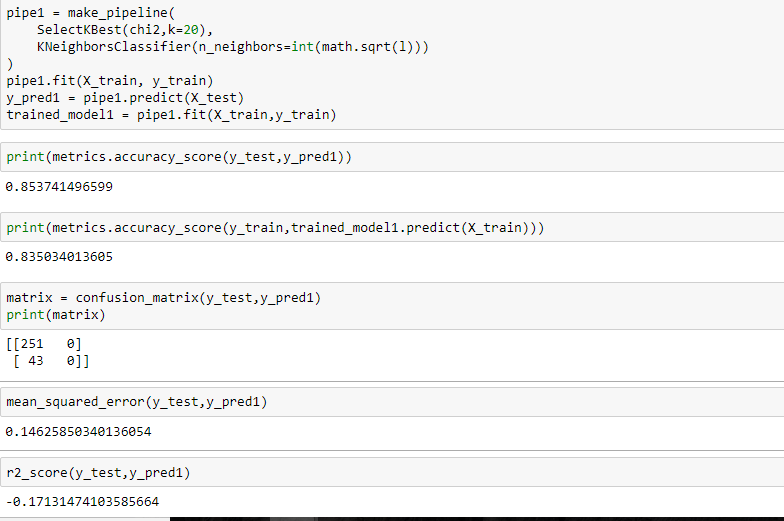 pipe1 = make_pipeline(
    SelectKBest(chi2,k=20),
    KNeighborsClassifier(n_neighbors=int(math.sqrt(l)))
)
pipe1.fit(X_train, y_train)
y_pred1 = pipe1.predict(X_test)
trained_model1 = pipe1.fit(X_train,y_train)
print(metrics.accuracy_score(y_test,y_pred1))
0.853741496599
print(metrics.accuracy_score(y_train,trained_model1.predict(X_train)))
0.835034013605
matrix = confusion_matrix(y_test,y_pred1)
print(matrix)
[[251   0]
 [ 43   0]]
mean_squared_error(y_test,y_pred1)
0.14625850340136054
r2_score(y_test,y_pred1)
-0.17131474103585664